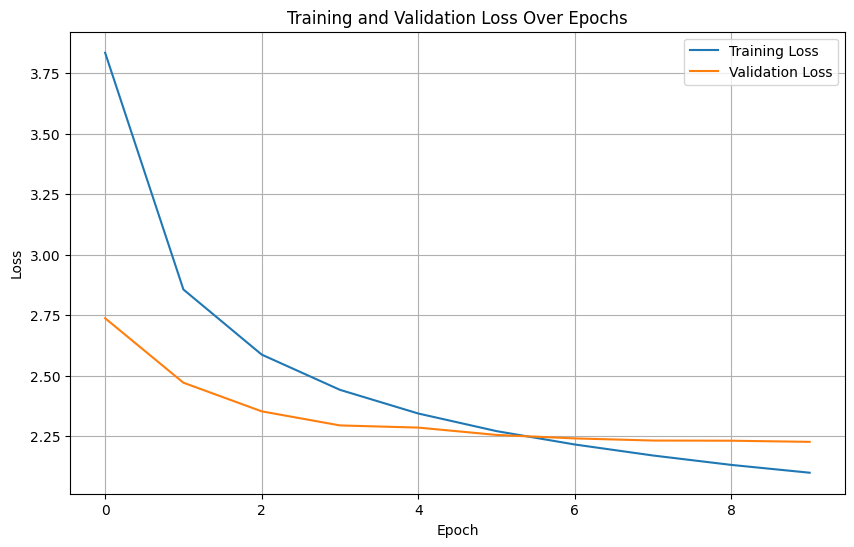 Training and Validation Loss Over Epochs
Training Loss
Validation Loss
3.75
3.50
3.25
3.00
2.75
2.50
2.25
Loss
0 2 4 6 8
Epoch